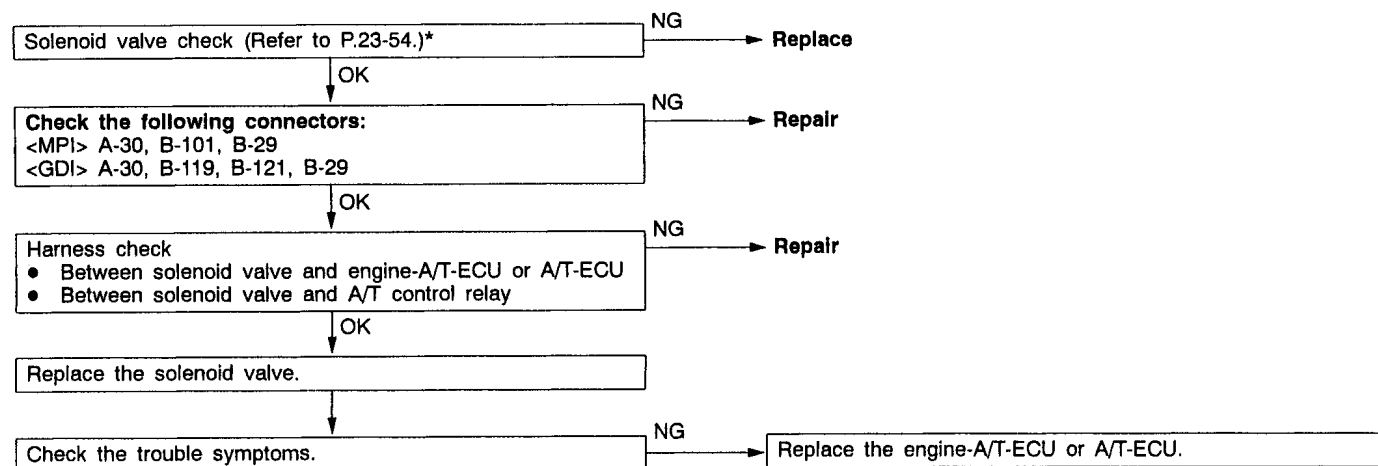 Solenoid valve check (Refer to P.23-54.)*
NG
Replace
OK
Check the following connectors:
<MPI> A-30, B-101, B-29
<GDI> A-30, B-119, B-121, B-29
NG
Repair
OK
Harness check
● Between solenoid valve and engine-A/T-ECU or A/T-ECU
● Between solenoid valve and A/T control relay
NG
Repair
OK
Replace the solenoid valve.
Check the trouble symptoms.
NG
Replace the engine-A/T-ECU or A/T-ECU.